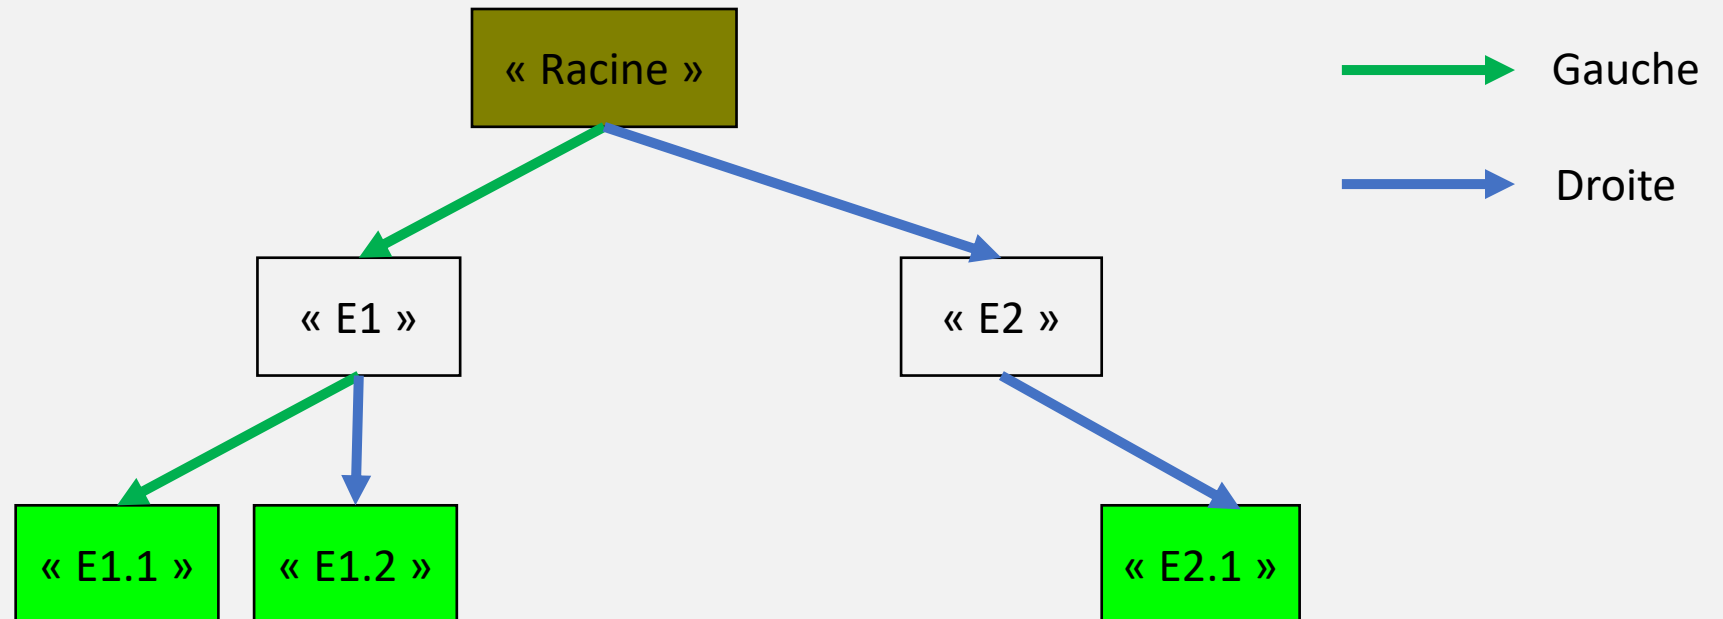 « Racine »
Gauche
Droite
« E1 »
« E2 »
« E1.1 »
« E1.2 »
« E2.1 »